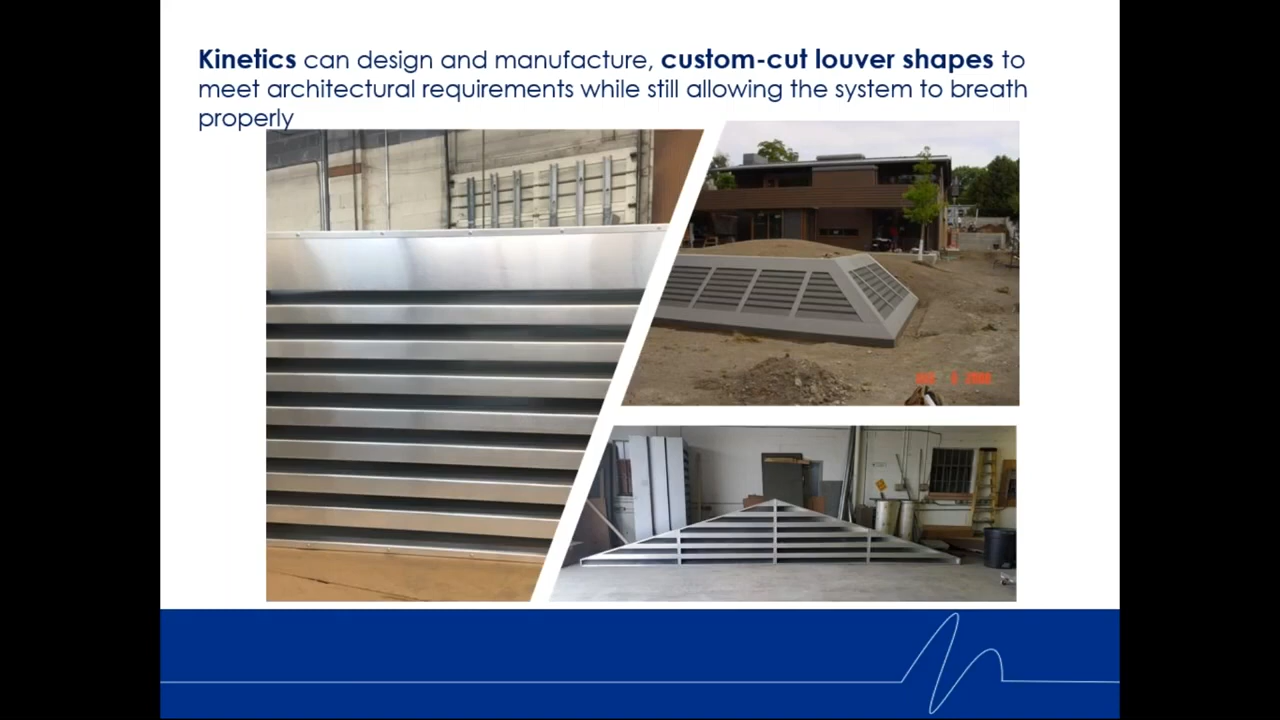 Kinetics can design and manufacture, custom-cut louver shapes to
meet architectural requirements while still allowing the system to breath
properly